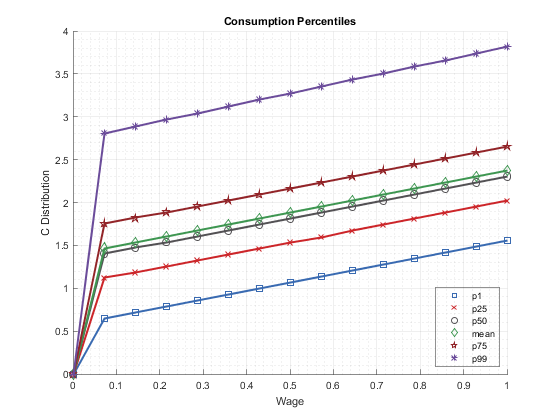 Consumption Percentiles
4
3.5
3
2.5
2
1.5
1
0.5
0
C Distribution
0 0.1 0.2 0.3 0.4 0.5 0.6 0.7 0.8 0.9 1
Wage
p1
p25
p50
mean
p75
p99